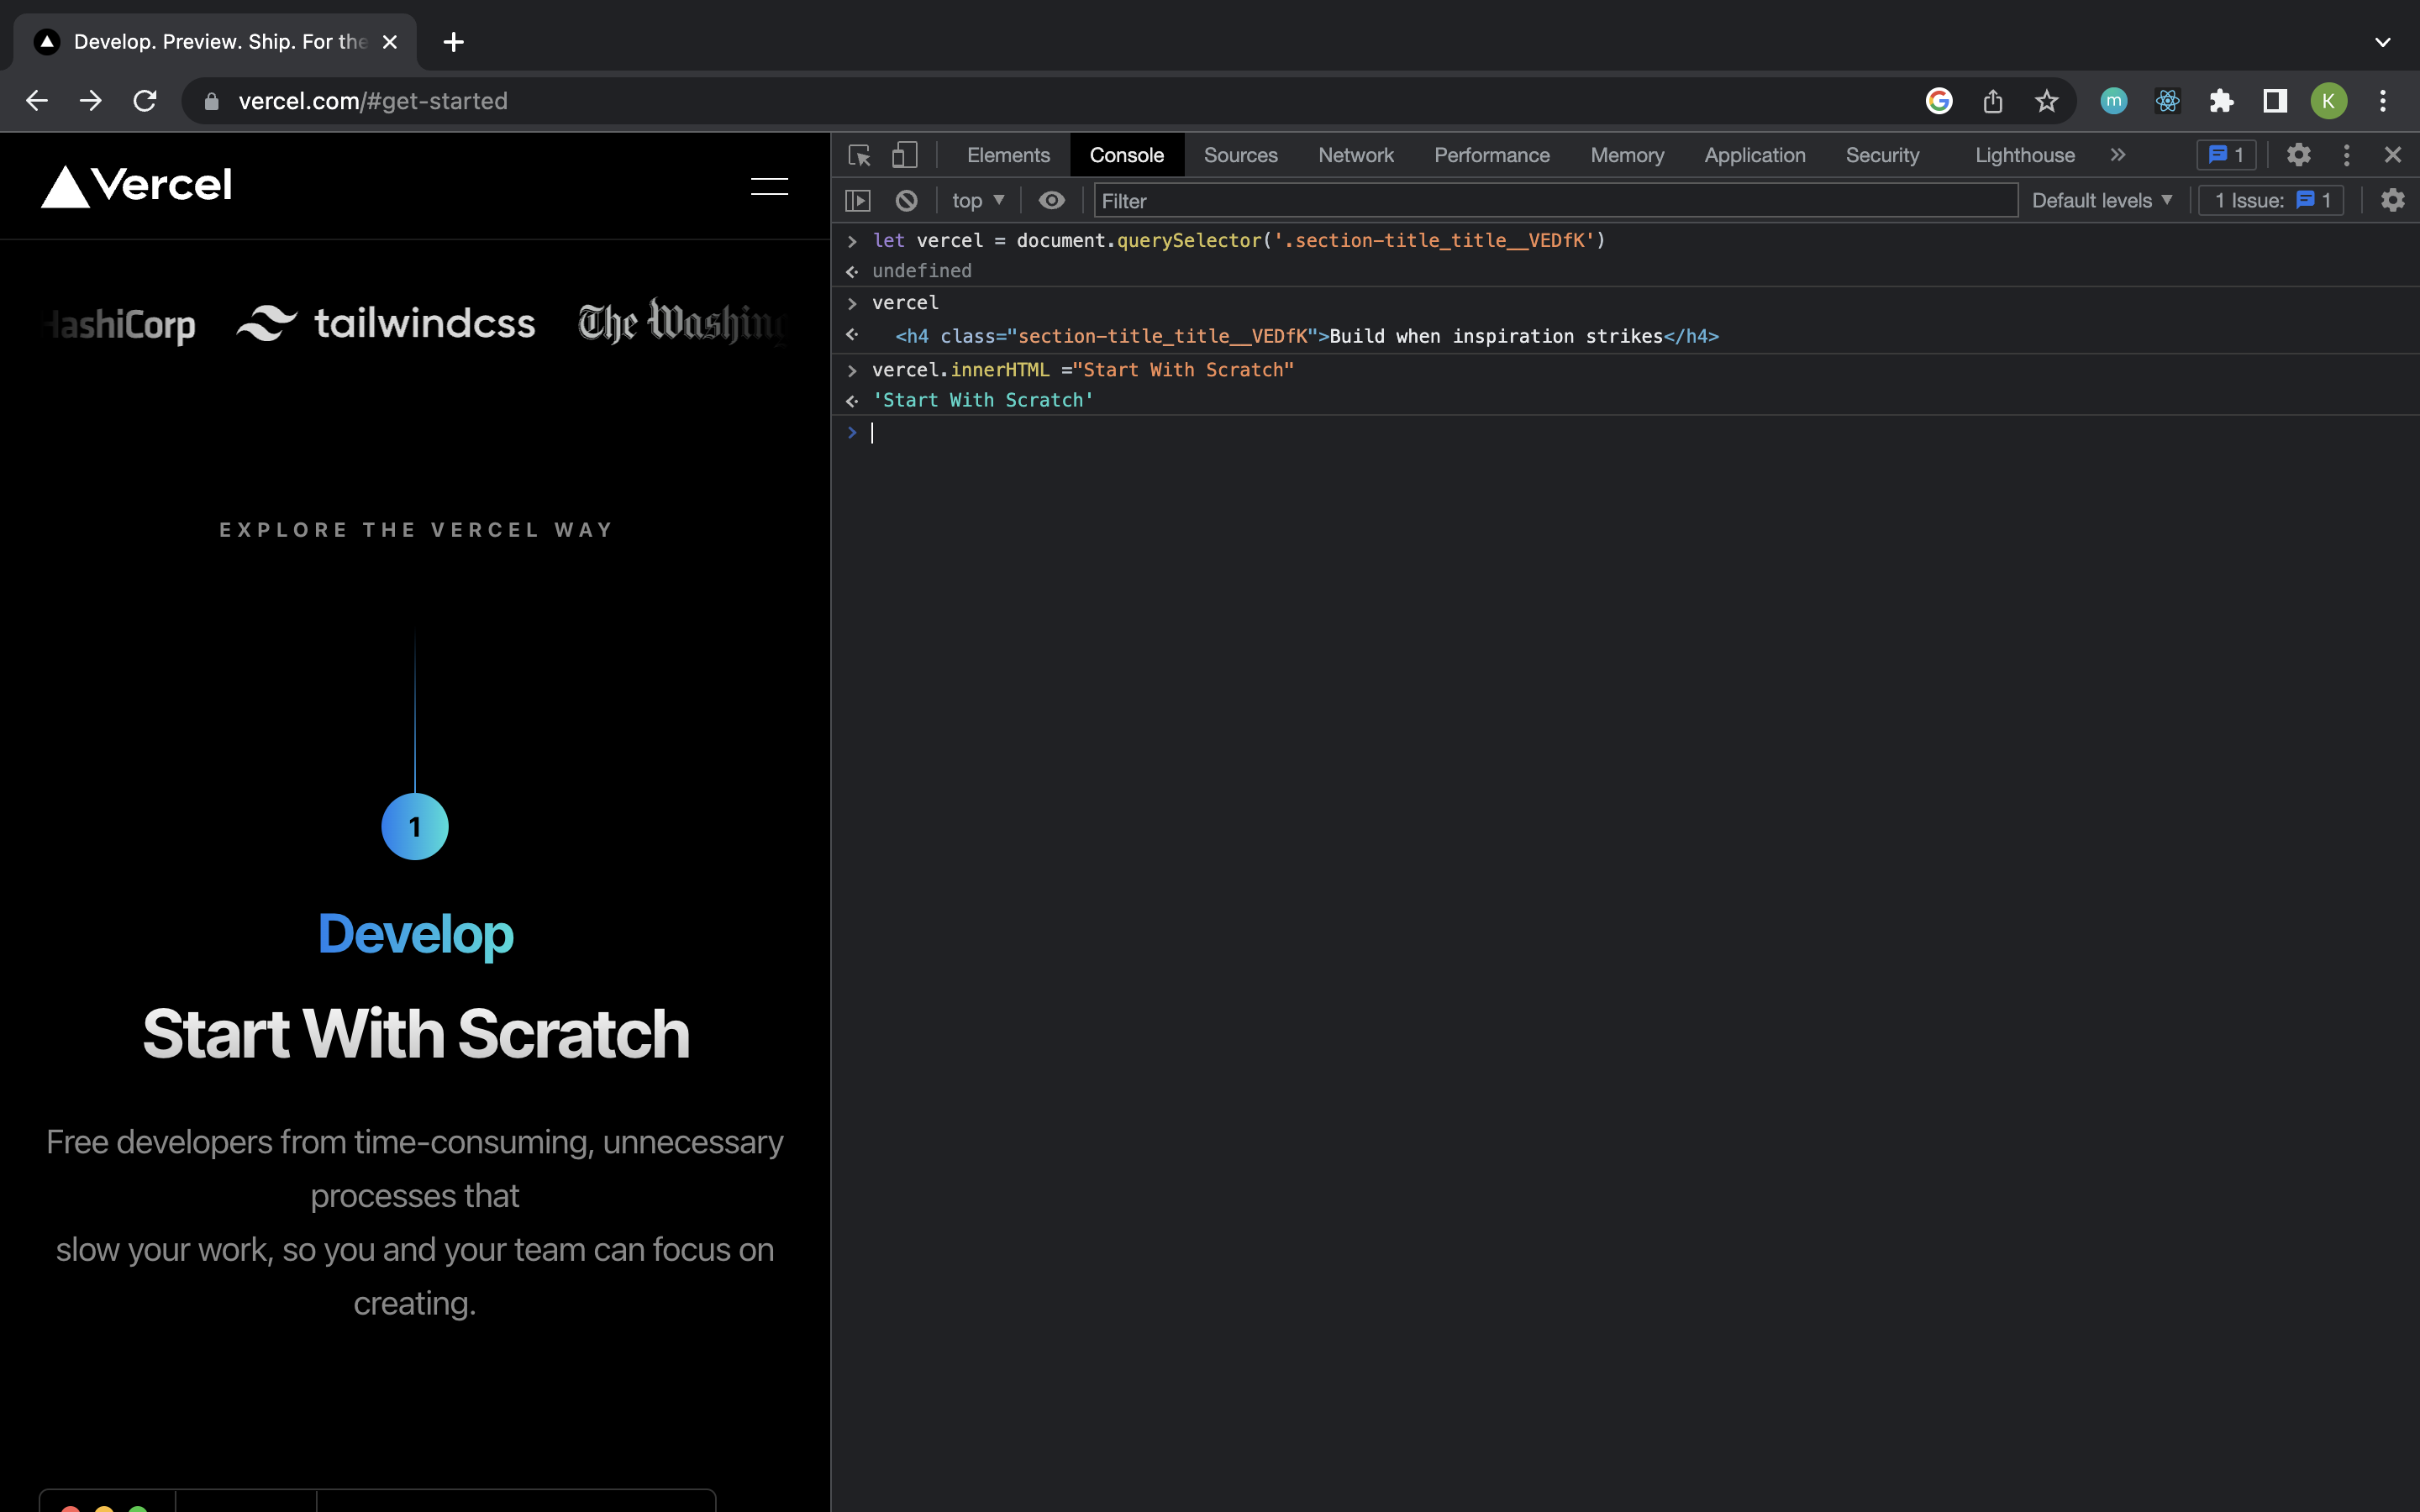 Develop. Preview. Ship. For the
vercel.com/#get-started
m
K
Vercel
HashiCorp tailwindcss The Washing
EXPLORE THE VERCEL WAY
1
Develop
Start With Scratch
Free developers from time-consuming, unnecessary
processes that
slow your work, so you and your team can focus on
creating.
Elements Console Sources Network Performance Memory Application Security Lighthouse » 1
top ▼ Filter Default levels ▼ 1 Issue: 1
> let vercel = document.querySelector('.section-title_title__VEDfK')
undefined
> vercel
<h4 class="section-title_title__VEDfK">Build when inspiration strikes</h4>
> vercel.innerHTML ="Start With Scratch"
'Start With Scratch'
>